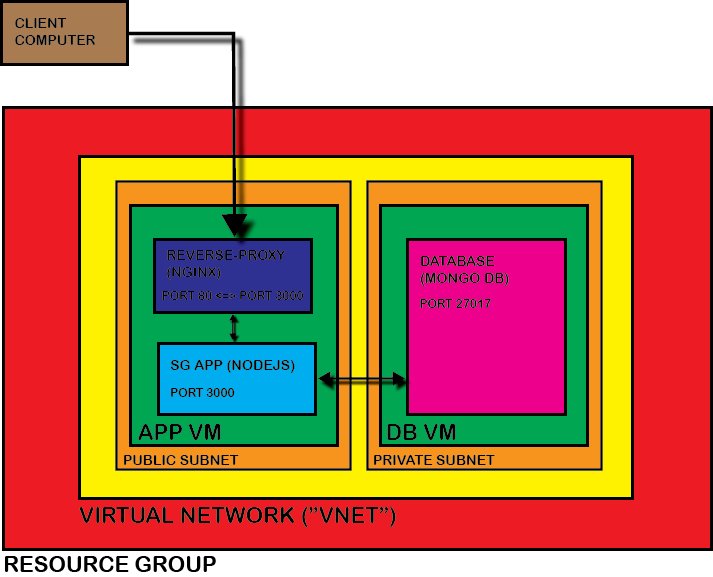 CLIENT
COMPUTER
REVERSE-PROXY
(NGINX)
PORT 80 <=> PORT 3000
SG APP (NODEJS)
PORT 3000
APP VM
PUBLIC SUBNET
DATABASE
(MONGO DB)
PORT 27017
DB VM
PRIVATE SUBNET
VIRTUAL NETWORK (”VNET”)
RESOURCE GROUP